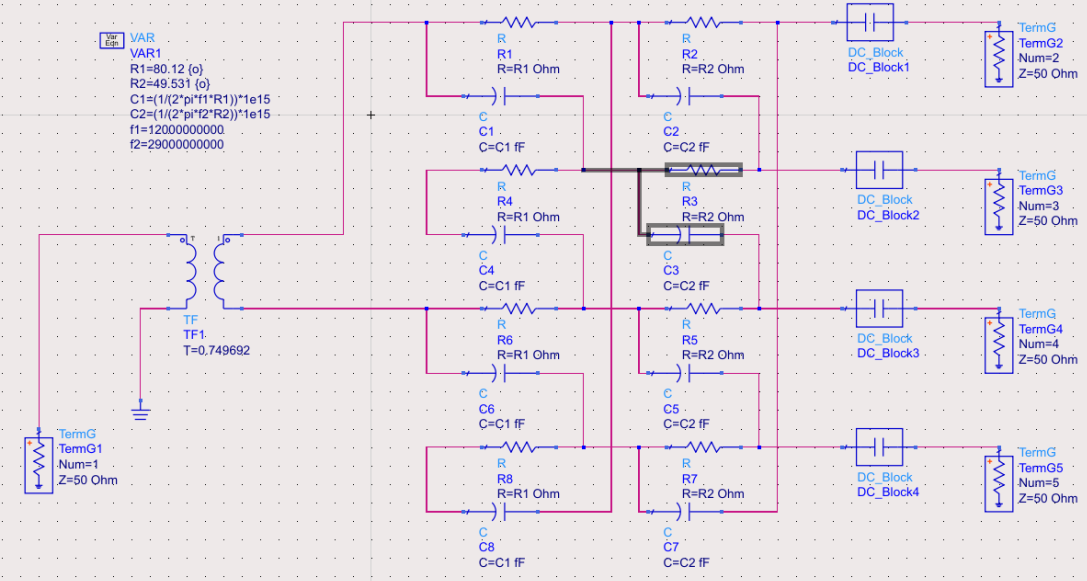 Var
Eqn
VAR
VAR1
R1=80.12 {o}
R2=49.531 {o}
C1=(1/(2*pi*f1*R1))*1e15
C2=(1/(2*pi*f2*R2))*1e15
f1=12000000000
f2=29000000000
R
R1
R=R1 Ohm
R
R2
R=R2 Ohm
DC_Block
DC_Block1
TermG
TermG2
Num=2
Z=50 Ohm
C
C1
C=C1 fF
C
C2
C=C2 fF
R
R4
R=R1 Ohm
R
R3
R=R2 Ohm
DC_Block
DC_Block2
TermG
TermG3
Num=3
Z=50 Ohm
C
C4
C=C1 fF
C
C3
C=C2 fF
T
1
TF
TF1
T=0.749692
R
R6
R=R1 Ohm
R
R5
R=R2 Ohm
DC_Block
DC_Block3
TermG
TermG4
Num=4
Z=50 Ohm
C
C6
C=C1 fF
C
C5
C=C2 fF
TermG
TermG1
Num=1
Z=50 Ohm
R
R8
R=R1 Ohm
R
R7
R=R2 Ohm
DC_Block
DC_Block4
TermG
TermG5
Num=5
Z=50 Ohm
C
C8
C=C1 fF
C
C7
C=C2 fF